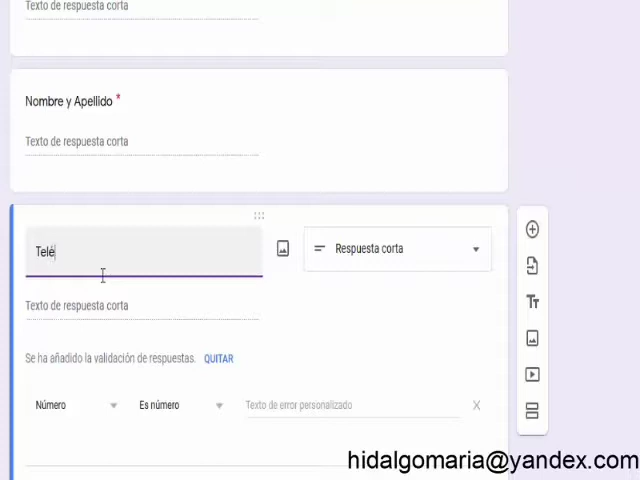 Texto de respuesta corta
Nombre y Apellido *
Texto de respuesta corta
Telé
Respuesta corta
Texto de respuesta corta
Se ha añadido la validación de respuestas. QUITAR
Número Es número Texto de error personalizado X
hidalgomaria@yandex.com